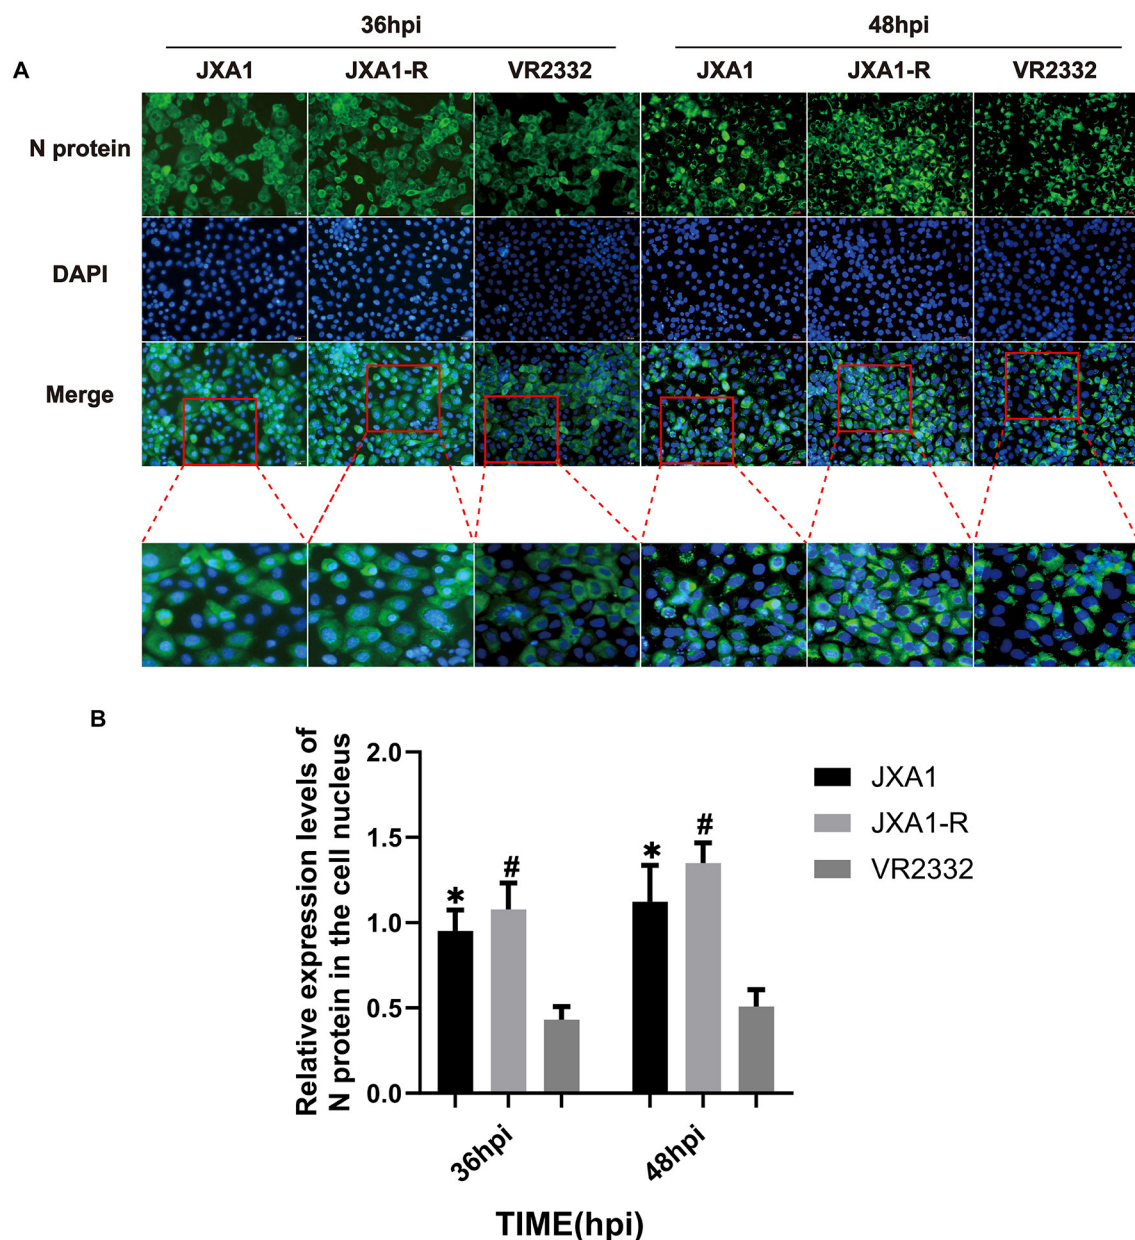 36hpi 48hpi
A JXA1 JXA1-R VR2332 JXA1 JXA1-R VR2332
N protein
DAPI
Merge
B
Relative expression levels of
N protein in the cell nucleus
2.0
1.5
1.0
0.5
0.0
*
#
*
#
JXA1
JXA1-R
VR2332
36hpi 48hpi
TIME(hpi)